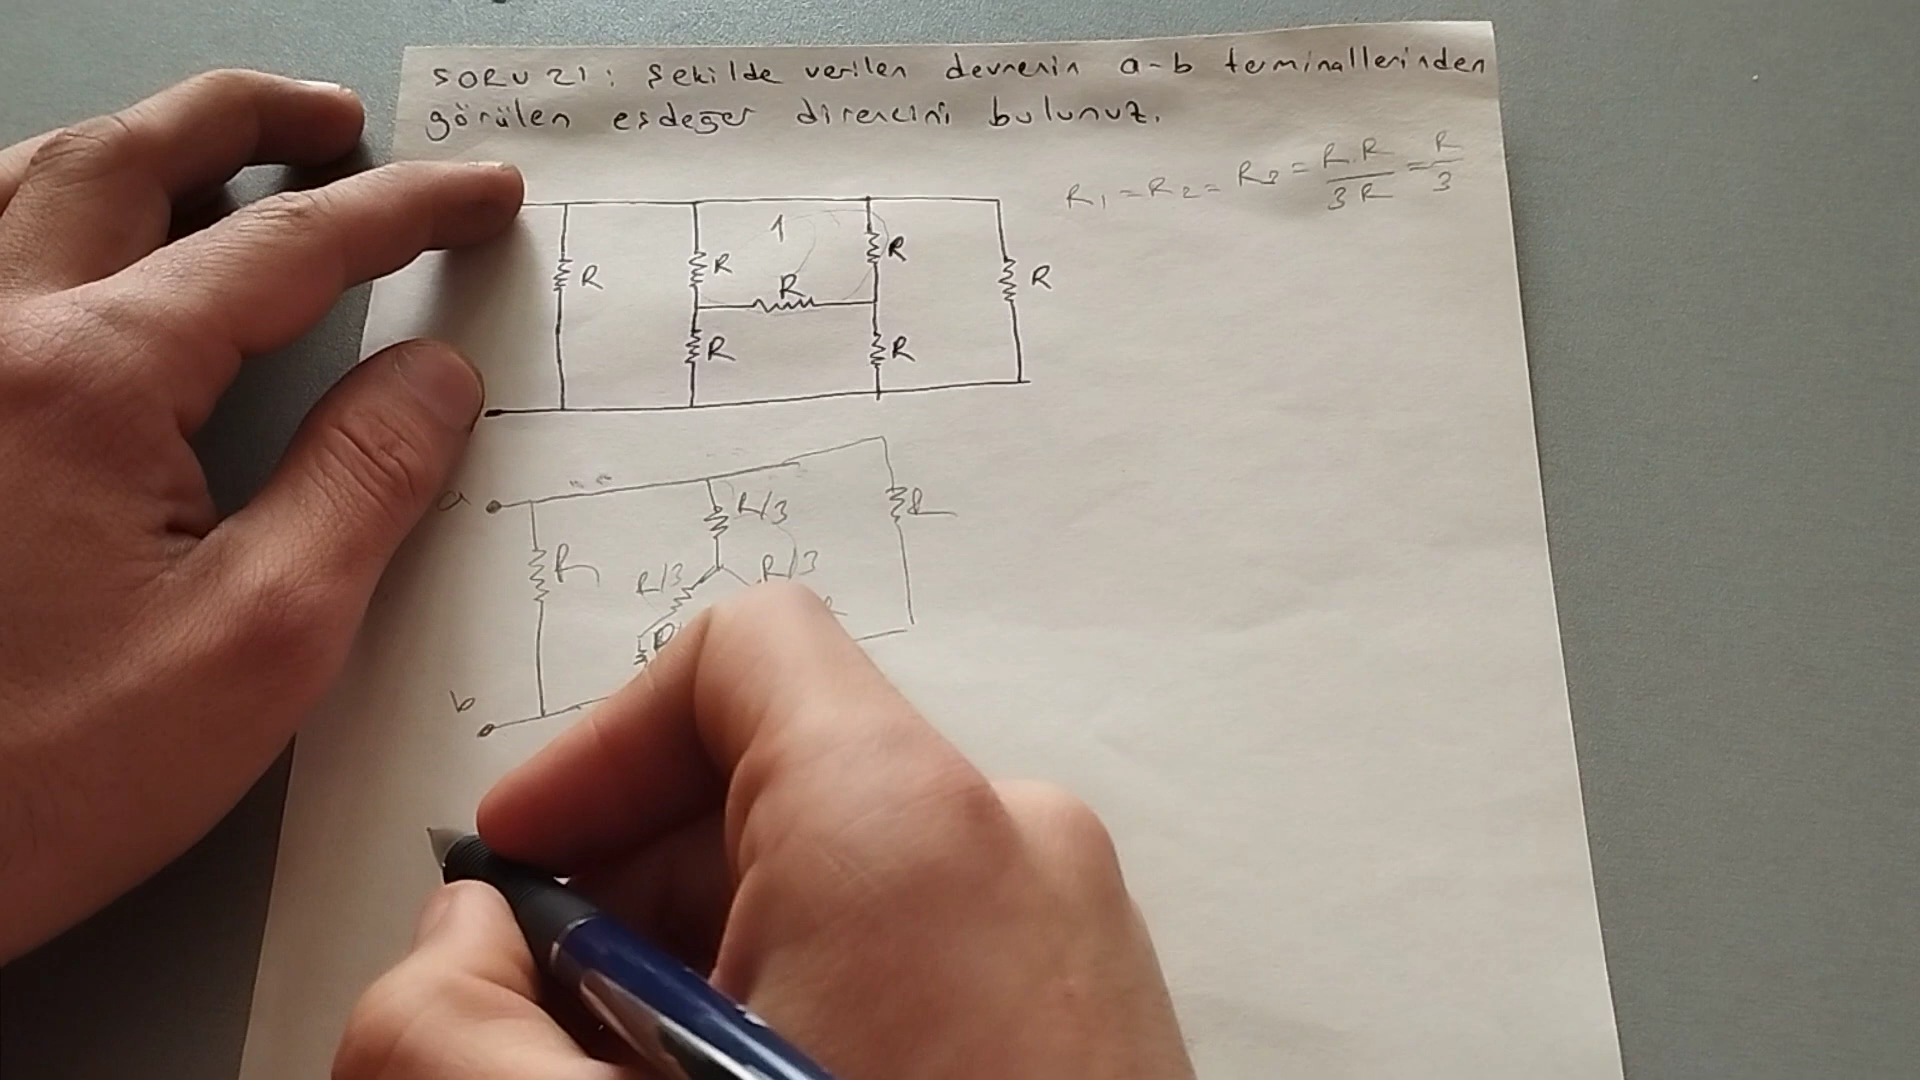 SORU 21: Şekilde verilen devrenin a-b terminallerinden
görülen eşdeğer direncini bulunuz.
R1 = R2 = R3 = R.R / 3R = R / 3
1
R
R
R
R
R
R
R
a
R/3
R
R
R/3
R/3
R
b